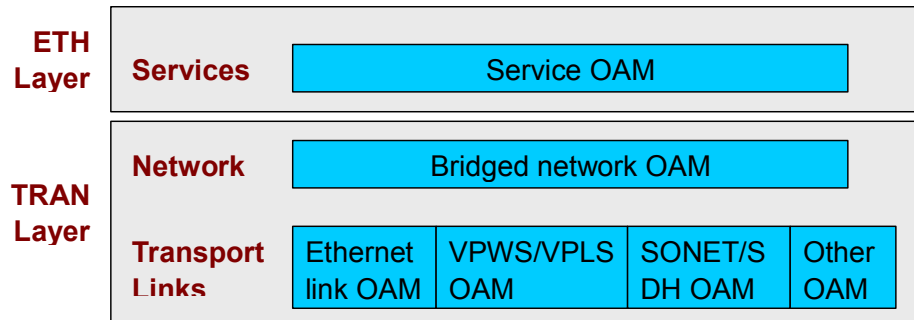 ETH
Layer
Services
Service OAM
TRAN
Layer
Network
Bridged network OAM
Transport
Links
Ethernet
link OAM
VPWS/VPLS
OAM
SONET/S
DH OAM
Other
OAM